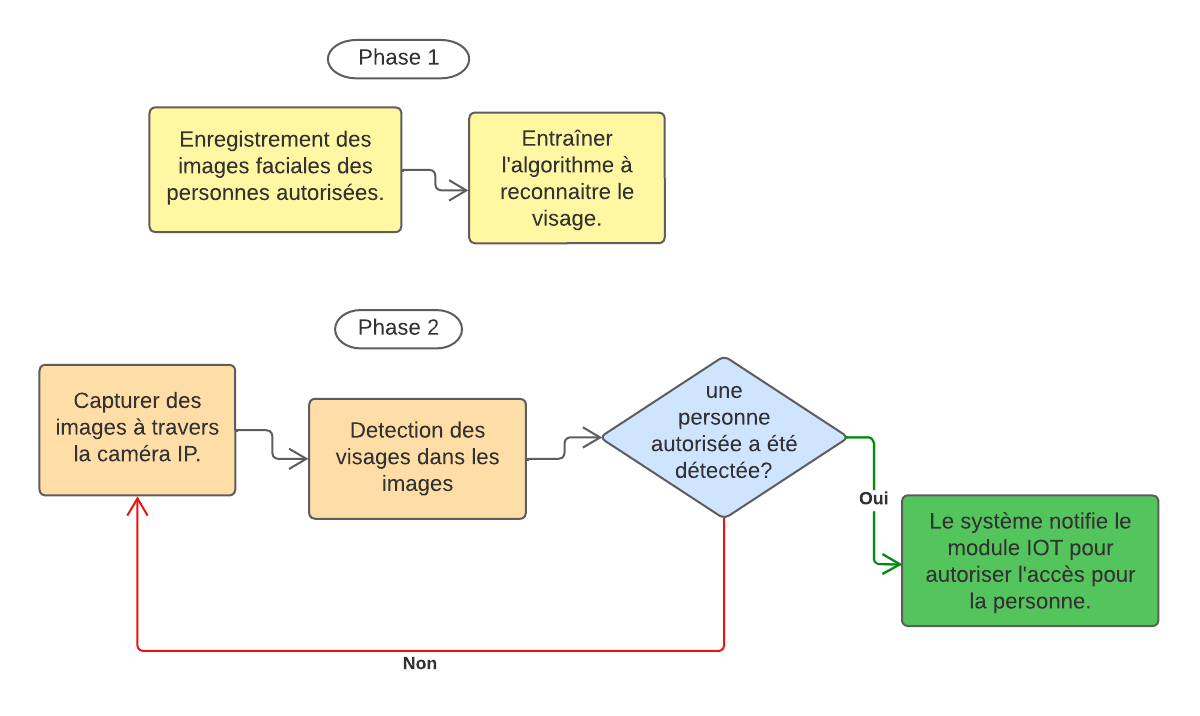 Phase 1
Enregistrement des
images faciales des
personnes autorisées.
Entraîner
l'algorithme à
reconnaitre le
visage.
Phase 2
Capturer des
images à travers
la caméra IP.
Detection des
visages dans les
images
une
personne
autorisée a été
détectée?
Oui
Le système notifie le
module IOT pour
autoriser l'accès pour
la personne.
Non